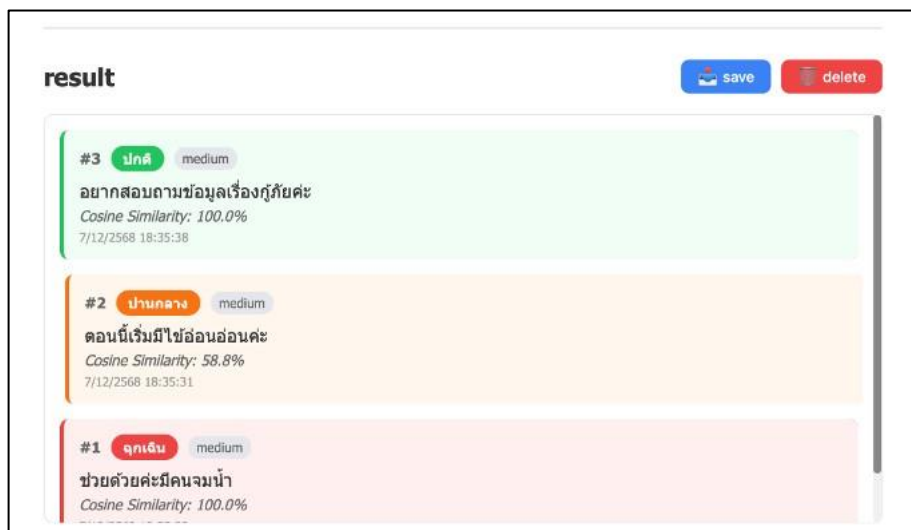 result
save
delete
#3 ปกติ medium
อยากสอบถามข้อมูลเรื่องกู้ภัยค่ะ
Cosine Similarity: 100.0%
7/12/2568 18:35:38
#2 ปานกลาง medium
ตอนนี้เริ่มมีไข้อ่อนอ่อนค่ะ
Cosine Similarity: 58.8%
7/12/2568 18:35:31
#1 ฉุกเฉิน medium
ช่วยด้วยค่ะมีคนจมน้ำ
Cosine Similarity: 100.0%